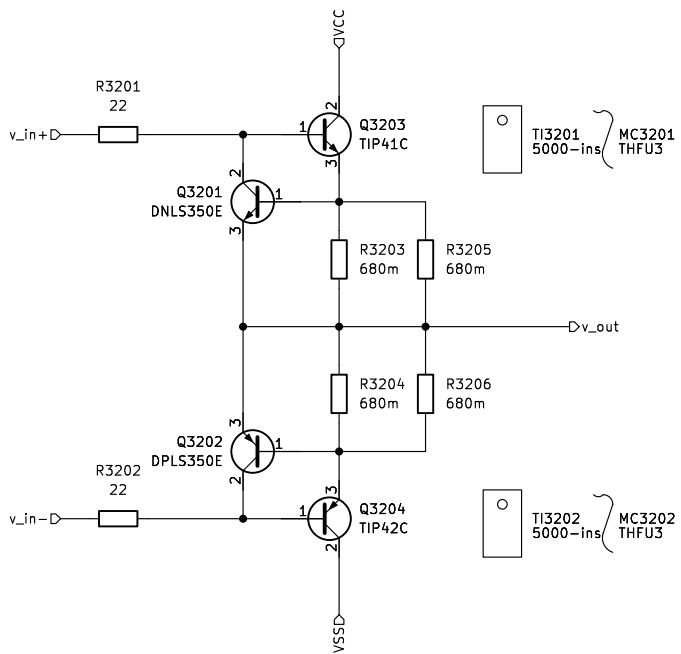 VCC
R3201
22
v_in+
1
2
3
Q3203
TIP41C
TI3201
5000-ins
MC3201
THFU3
Q3201
DNLS350E
2
1
3
R3203
680m
R3205
680m
v_out
R3204
680m
R3206
680m
Q3202
DPLS350E
3
1
2
R3202
22
v_in-
1
3
2
Q3204
TIP42C
TI3202
5000-ins
MC3202
THFU3
VSS